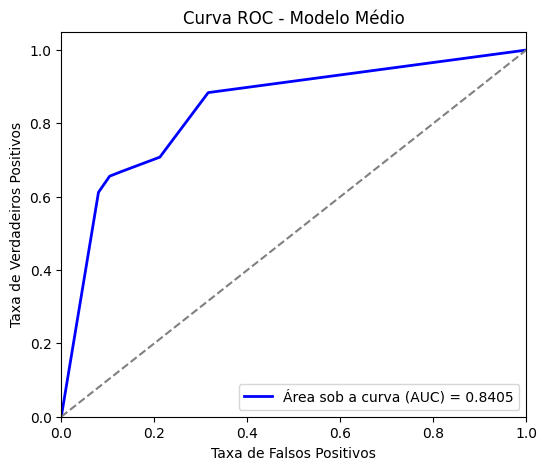 Curva ROC - Modelo Médio
Taxa de Verdadeiros Positivos
1.0
0.8
0.6
0.4
0.2
0.0
Área sob a curva (AUC) = 0.8405
0.0 0.2 0.4 0.6 0.8 1.0
Taxa de Falsos Positivos